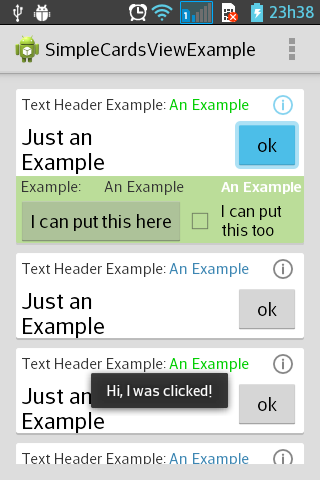 23h38
SimpleCardsViewExample
Text Header Example: An Example
Just an
Example
ok
Example: An Example An Example
I can put this here
I can put
this too
Text Header Example: An Example
Just an
Example
ok
Text Header Example: An Example
Just an
Example
ok
Hi, I was clicked!
Text Header Example: An Example